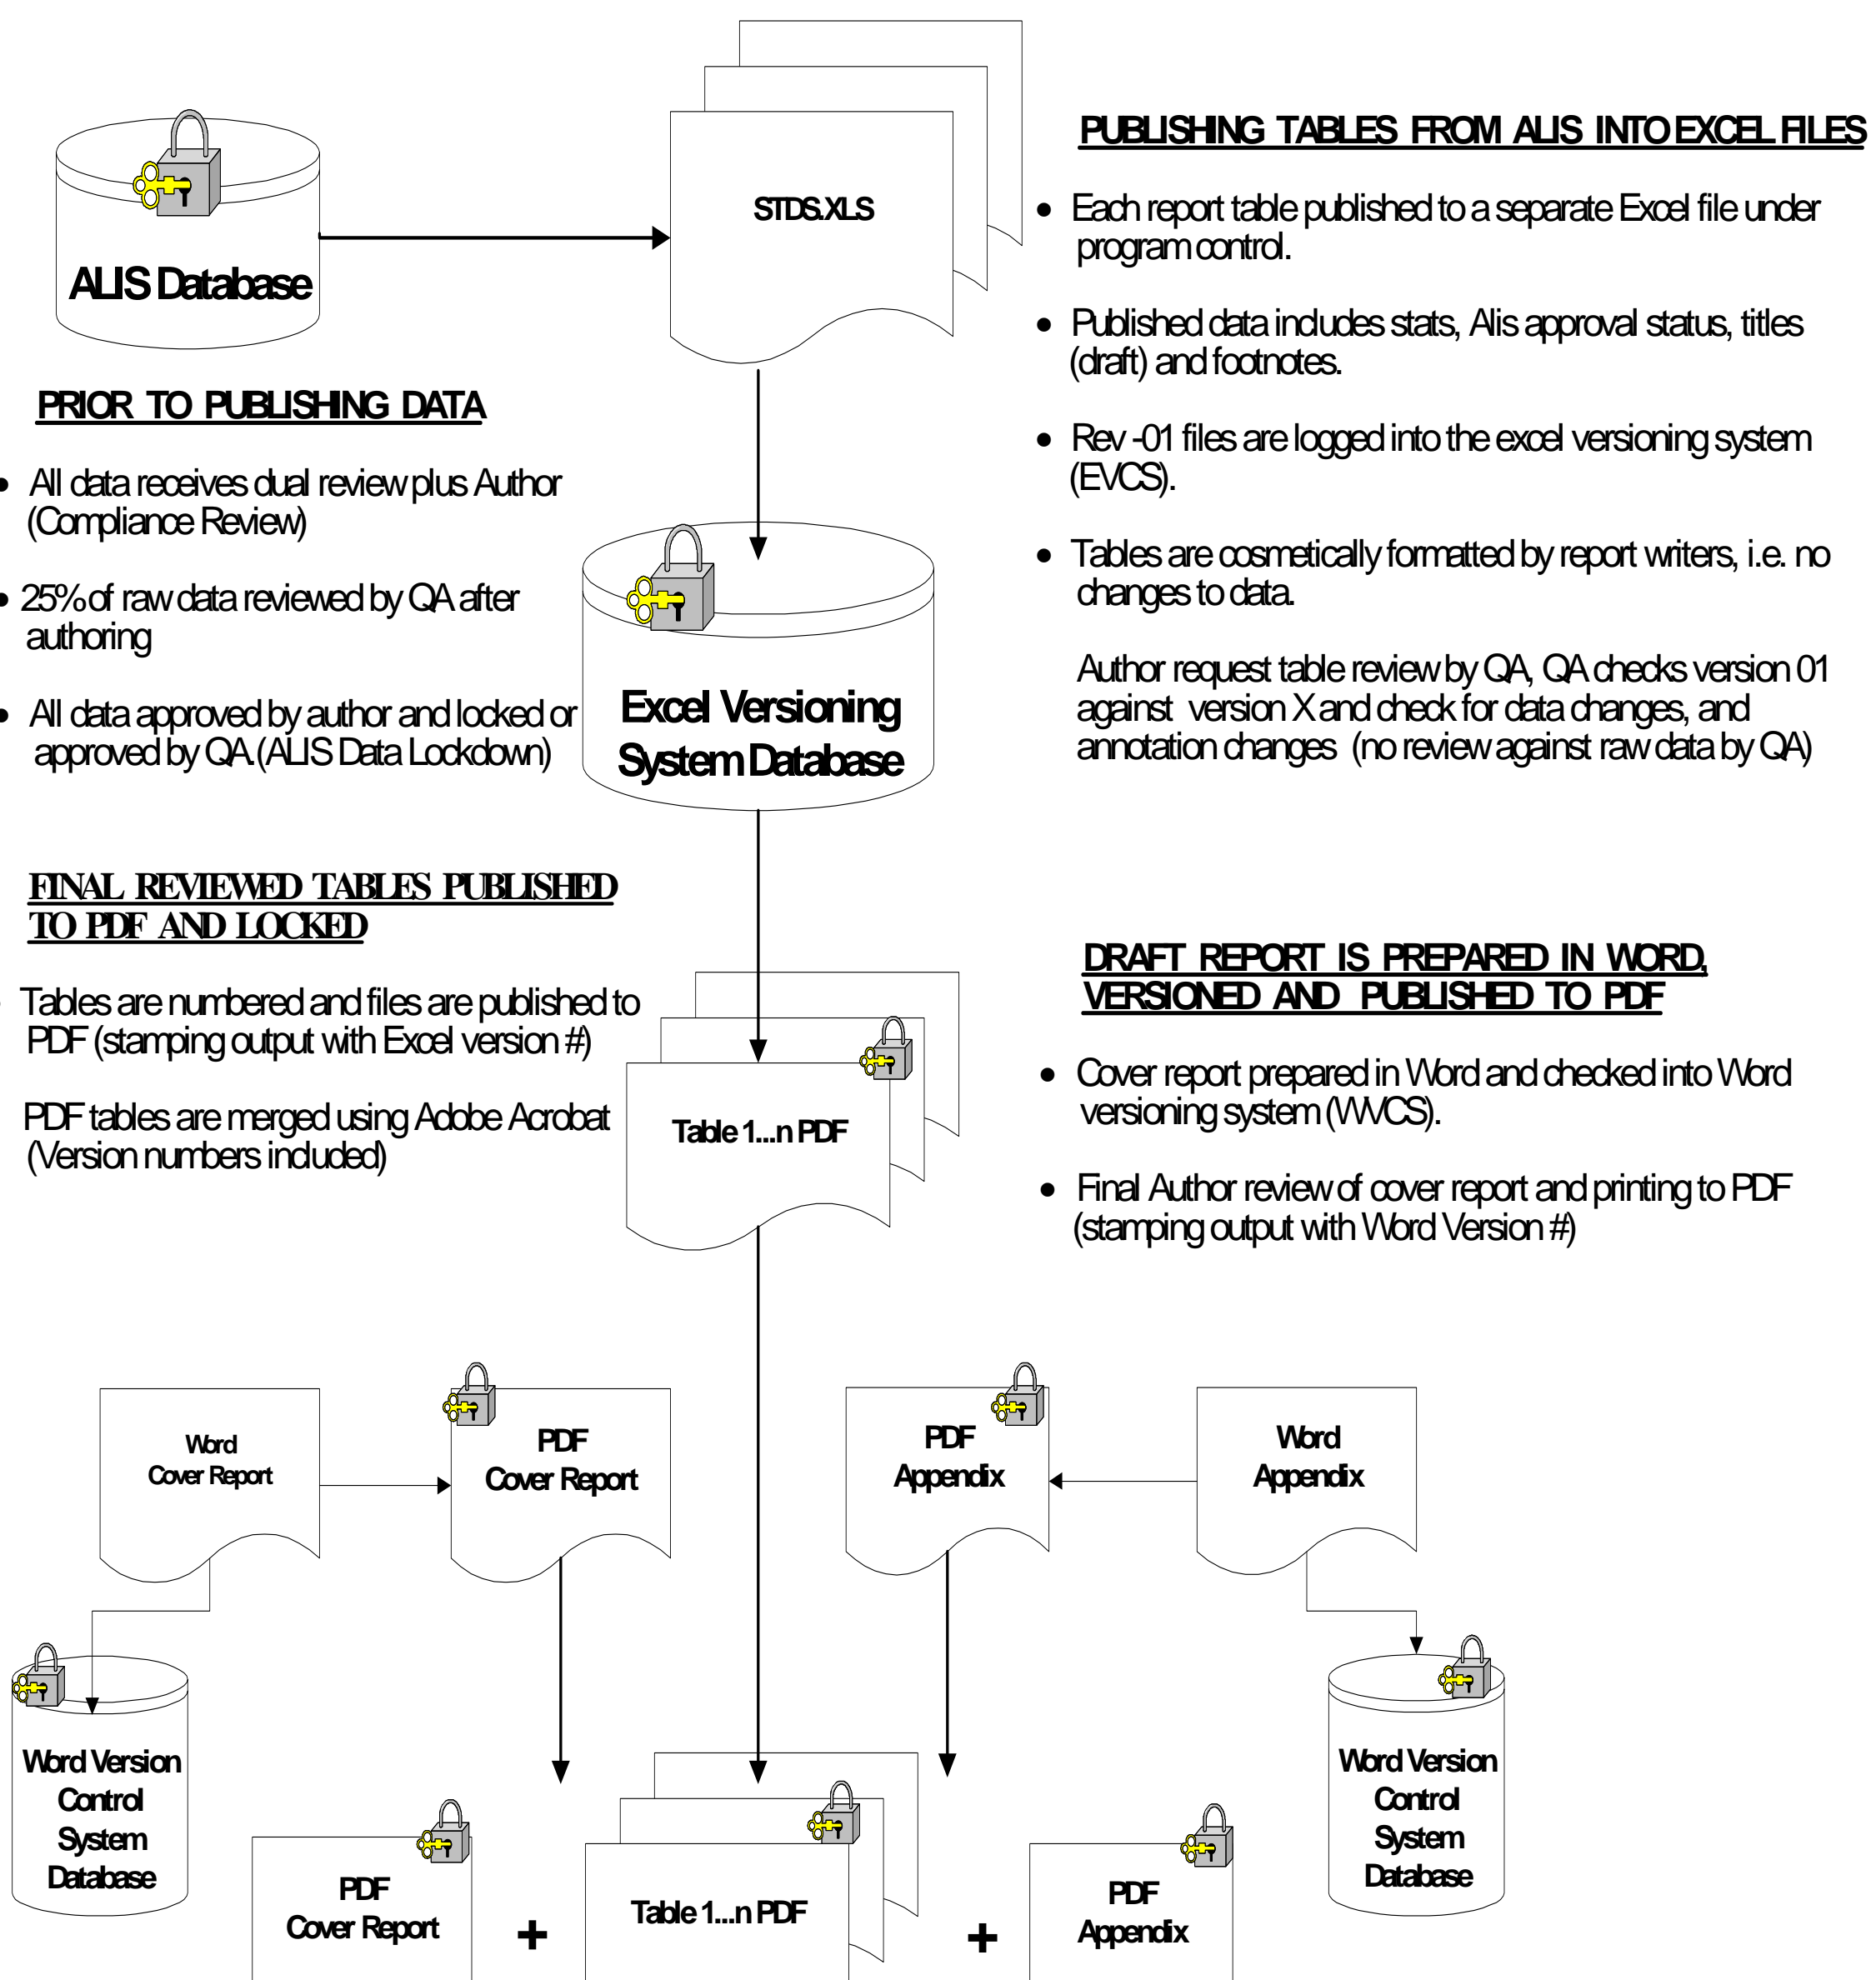 STDS.XLS
ALIS Database
PUBLISHING TABLES FROM ALIS INTO EXCEL FILES
• Each report table published to a separate Excel file under
program control.
• Published data includes stats, Alis approval status, titles
(draft) and footnotes.
• Rev -01 files are logged into the excel versioning system
(EVCS).
• Tables are cosmetically formatted by report writers, i.e. no
changes to data.
Author request table review by QA, QA checks version 01
against version X and check for data changes, and
annotation changes (no review against raw data by QA)
PRIOR TO PUBLISHING DATA
• All data receives dual review plus Author
(Compliance Review)
• 25% of raw data reviewed by QA after
authoring
• All data approved by author and locked or
approved by QA. (ALIS Data Lockdown)
Excel Versioning
System Database
FINAL REVIEWED TABLES PUBLISHED
TO PDF AND LOCKED
• Tables are numbered and files are published to
PDF (stamping output with Excel version #)
PDF tables are merged using Adobe Acrobat
(Version numbers included)
Table 1...n PDF
DRAFT REPORT IS PREPARED IN WORD,
VERSIONED AND PUBLISHED TO PDF
• Cover report prepared in Word and checked into Word
versioning system (WVCS).
• Final Author review of cover report and printing to PDF
(stamping output with Word Version #)
Word
Cover Report
PDF
Cover Report
PDF
Appendix
Word
Appendix
Word Version
Control
System
Database
Word Version
Control
System
Database
PDF
Cover Report
+
Table 1...n PDF
+
PDF
Appendix